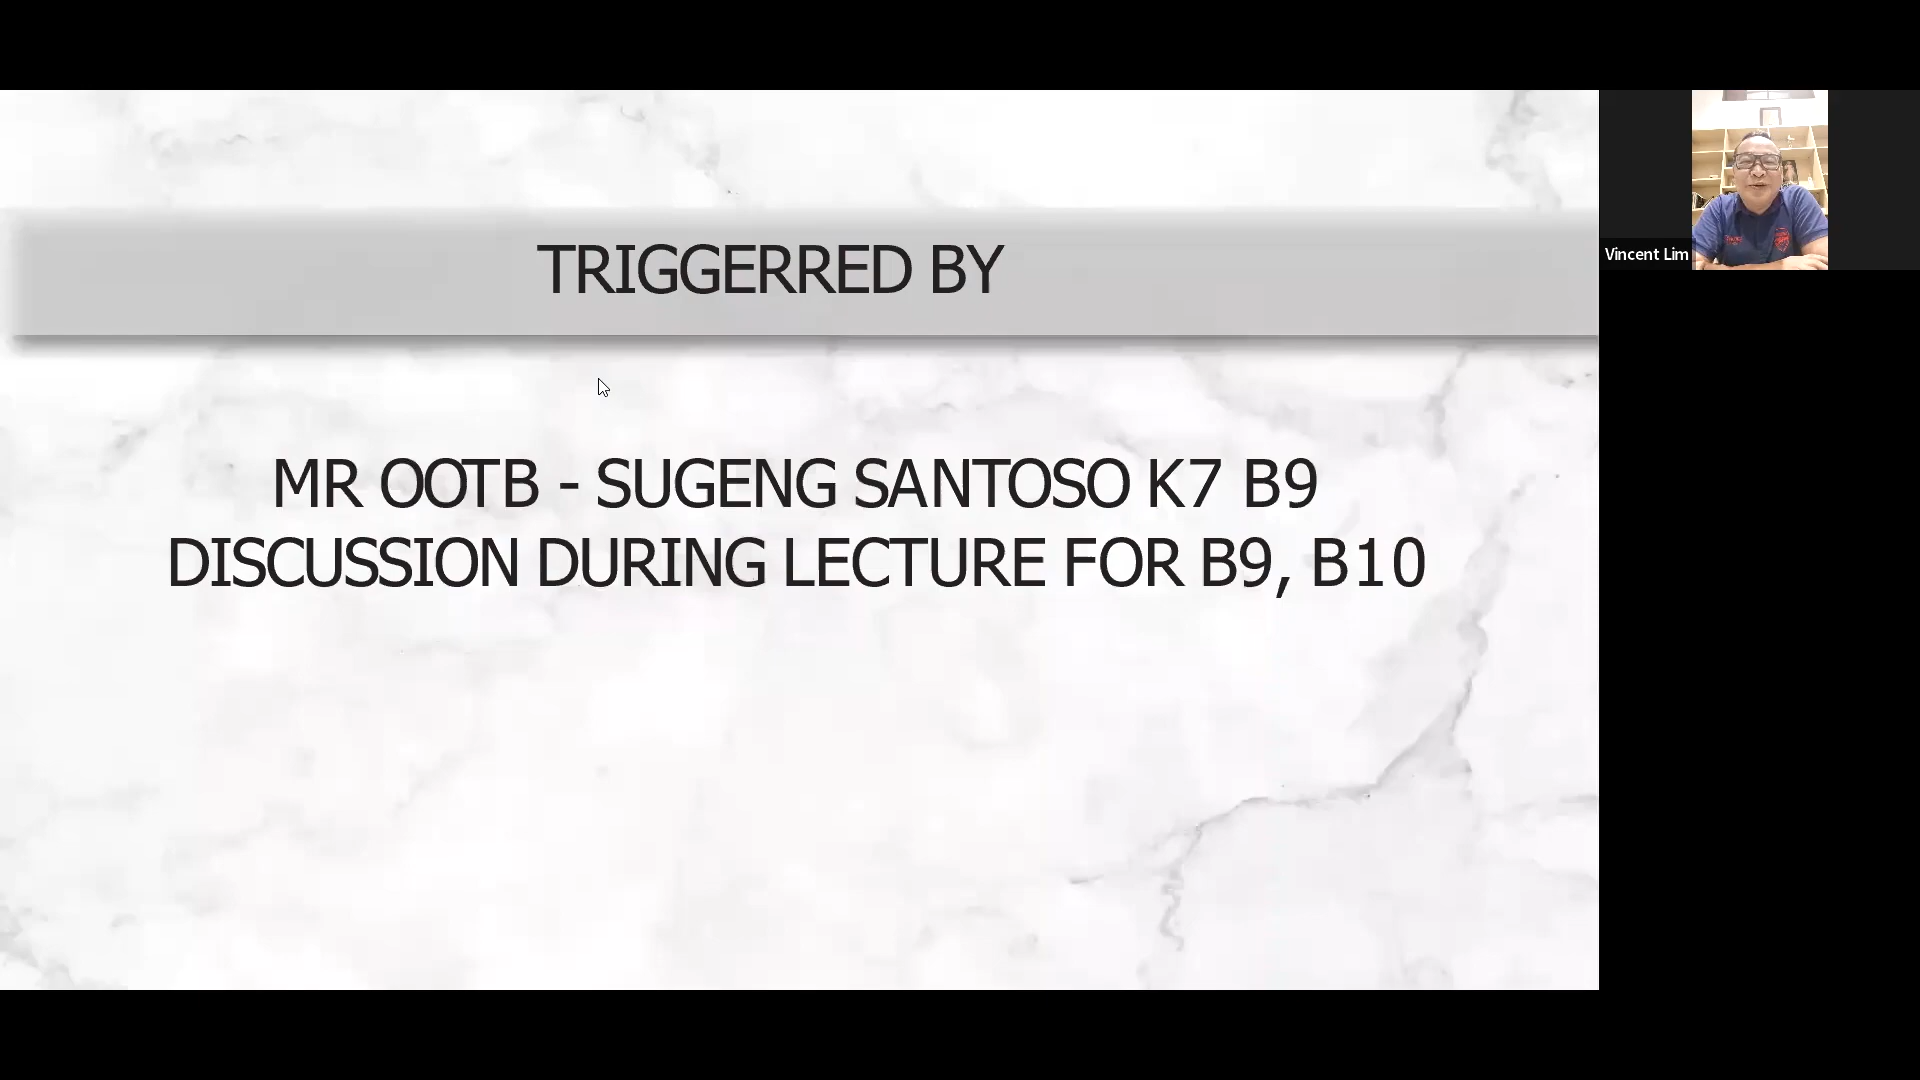 TRIGGERRED BY
MR OOTB - SUGENG SANTOSO K7 B9
DISCUSSION DURING LECTURE FOR B9, B10
Vincent Lim